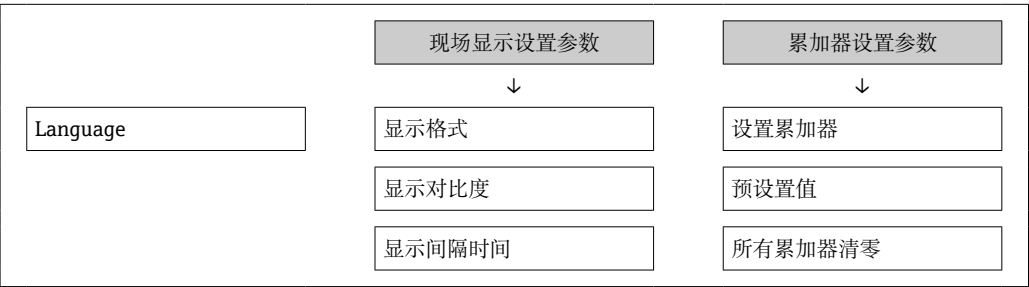 现场显示设置参数
累加器设置参数
↓
↓
Language
显示格式
设置累加器
显示对比度
预设置值
显示间隔时间
所有累加器清零